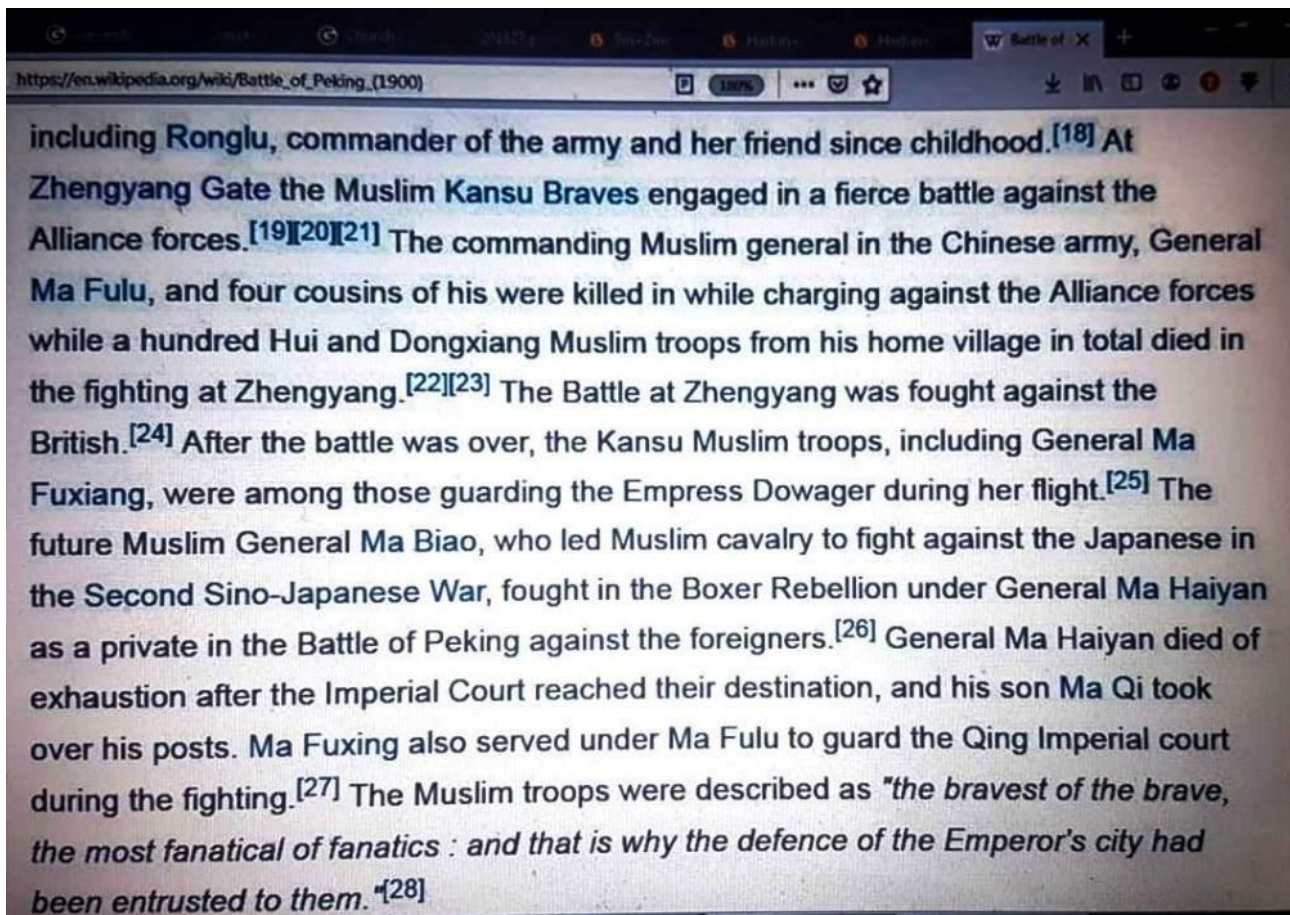 Battle of
https://en.wikipedia.org/wiki/Battle_of_Peking_(1900)
including Ronglu, commander of the army and her friend since childhood.[18] At
Zhengyang Gate the Muslim Kansu Braves engaged in a fierce battle against the
Alliance forces.[19][20][21] The commanding Muslim general in the Chinese army, General
Ma Fulu, and four cousins of his were killed in while charging against the Alliance forces
while a hundred Hui and Dongxiang Muslim troops from his home village in total died in
the fighting at Zhengyang.[22][23] The Battle at Zhengyang was fought against the
British.[24] After the battle was over, the Kansu Muslim troops, including General Ma
Fuxiang, were among those guarding the Empress Dowager during her flight.[25] The
future Muslim General Ma Biao, who led Muslim cavalry to fight against the Japanese in
the Second Sino-Japanese War, fought in the Boxer Rebellion under General Ma Haiyan
as a private in the Battle of Peking against the foreigners.[26] General Ma Haiyan died of
exhaustion after the Imperial Court reached their destination, and his son Ma Qi took
over his posts. Ma Fuxing also served under Ma Fulu to guard the Qing Imperial court
during the fighting.[27] The Muslim troops were described as "the bravest of the brave,
the most fanatical of fanatics : and that is why the defence of the Emperor's city had
been entrusted to them."[28]